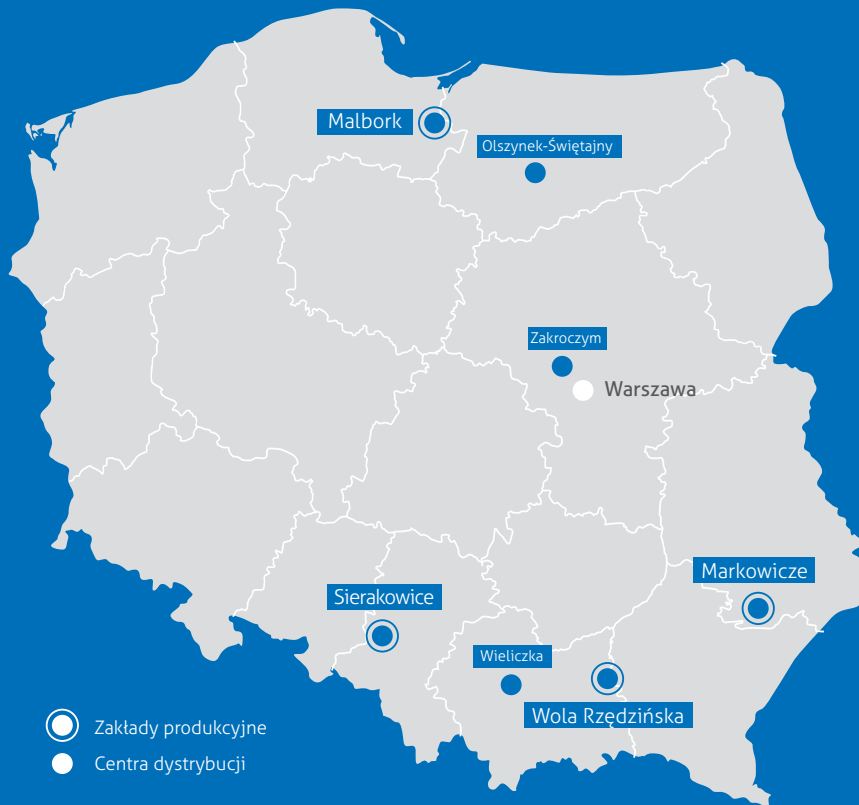 Malbork
Olszynek-Świętajny
Zakroczym
Warszawa
Markowicze
Sierakowice
Wieliczka
Wola Rzędzińska
Zakłady produkcyjne
Centra dystrybucji